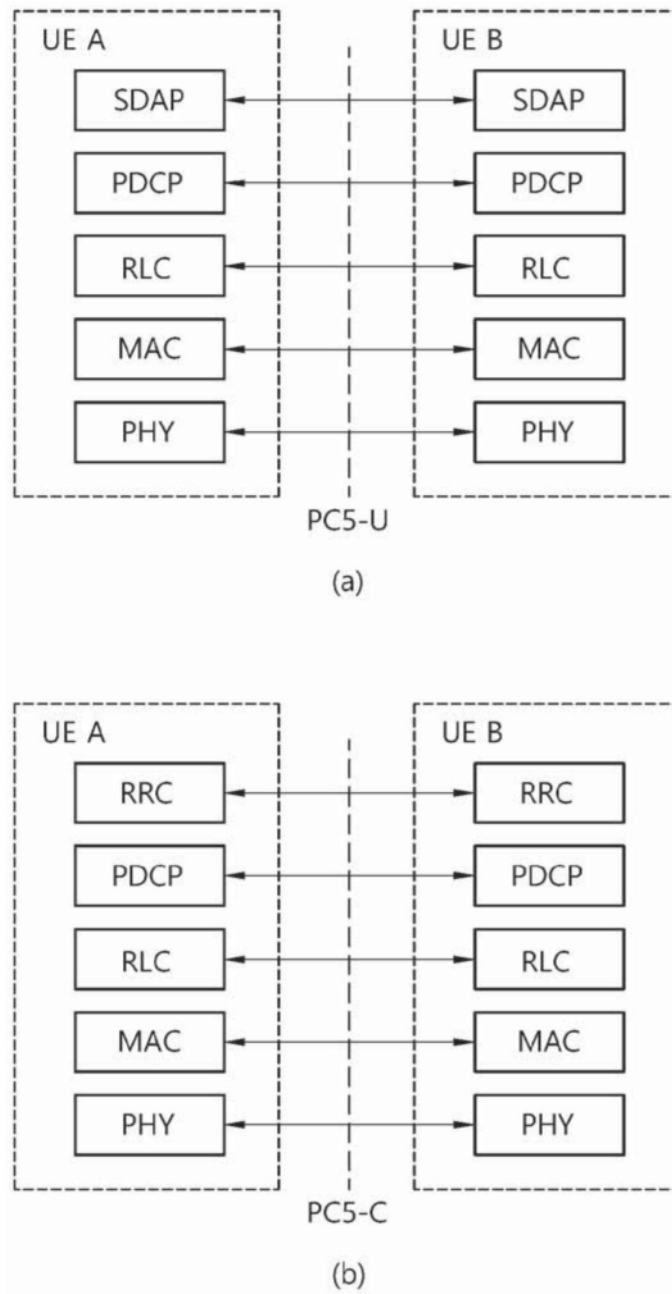 UE A UE B
SDAP SDAP
PDCP PDCP
RLC RLC
MAC MAC
PHY PHY
PC5-U
(a)
UE A UE B
RRC RRC
PDCP PDCP
RLC RLC
MAC MAC
PHY PHY
PC5-C
(b)